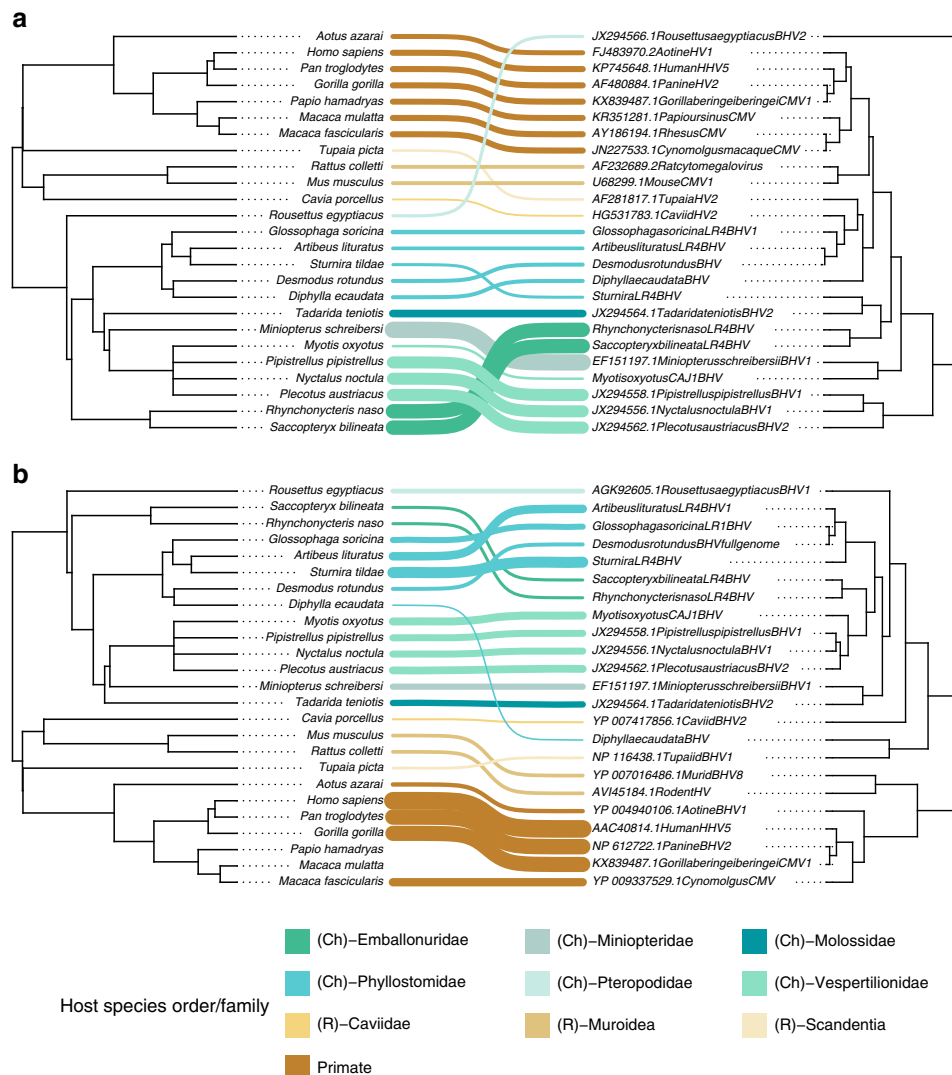 a
Aotus azarai
Homo sapiens
Pan troglodytes
Gorilla gorilla
Papio hamadryas
Macaca mulatta
Macaca fascicularis
Tupaia picta
Rattus colletti
Mus musculus
Cavia porcellus
Rousettus egyptiacus
Glossophaga soricina
Artibeus lituratus
Sturnira tildae
Desmodus rotundus
Diphylla ecaudata
Tadarida teniotis
Miniopterus schreibersi
Myotis oxyotus
Pipistrellus pipistrellus
Nyctalus noctula
Plecotus austriacus
Rhynchonycteris naso
Saccopteryx bilineata
JX294566.1RousettusaegyptiacusBHV2
FJ483970.2AotineHV1
KP745648.1HumanHHV5
AF480884.1PanineHV2
KX839487.1GorillaberingeiberingeiCMV1
KR351281.1PapioursinusCMV
AY186194.1RhesusCMV
JN227533.1CynomolgusmacaqueCMV
AF232689.2Ratcytomegalovirus
U68299.1MouseCMV1
AF281817.1TupaiaHV2
HG531783.1CaviidHV2
GlossophagasoricinaLR4BHV1
ArtibeuslituratusLR4BHV
DesmodusrotundusBHV
DiphyllaecaudataBHV
SturniraLR4BHV
JX294564.1TadaridateniotisBHV2
RhynchonycterisnasoLR4BHV
SaccopteryxbilineataLR4BHV
EF151197.1MiniopterusschreibersiiBHV1
MyotisoxyotusCAJ1BHV
JX294558.1PipistrelluspipistrellusBHV1
JX294556.1NyctalusnoctulaBHV1
JX294562.1PlecotusaustriacusBHV2
b
Rousettus egyptiacus
Saccopteryx bilineata
Rhynchonycteris naso
Glossophaga soricina
Artibeus lituratus
Sturnira tildae
Desmodus rotundus
Diphylla ecaudata
Myotis oxyotus
Pipistrellus pipistrellus
Nyctalus noctula
Plecotus austriacus
Miniopterus schreibersi
Tadarida teniotis
Cavia porcellus
Mus musculus
Rattus colletti
Tupaia picta
Aotus azarai
Homo sapiens
Pan troglodytes
Gorilla gorilla
Papio hamadryas
Macaca mulatta
Macaca fascicularis
AGK92605.1RousettusaegyptiacusBHV1
ArtibeuslituratusLR4BHV1
GlossophagasoricinaLR1BHV
DesmodusrotundusBHVfullgenome
SturniraLR4BHV
SaccopteryxbilineataLR4BHV
RhynchonycterisnasoLR4BHV
MyotisoxyotusCAJ1BHV
JX294558.1PipistrelluspipistrellusBHV1
JX294556.1NyctalusnoctulaBHV1
JX294562.1PlecotusaustriacusBHV2
EF151197.1MiniopterusschreibersiiBHV1
JX294564.1TadaridateniotisBHV2
YP 007417856.1CaviidBHV2
DiphyllaecaudataBHV
NP 116438.1TupaiidBHV1
YP 007016486.1MuridBHV8
AVI45184.1RodentHV
YP 004940106.1AotineBHV1
AAC40814.1HumanHHV5
NP 612722.1PanineBHV2
KX839487.1GorillaberingeiberingeiCMV1
YP 009337529.1CynomolgusCMV
Host species order/family
(Ch)–Emballonuridae
(Ch)–Miniopteridae
(Ch)–Molossidae
(Ch)–Phyllostomidae
(Ch)–Pteropodidae
(Ch)–Vespertilionidae
(R)–Caviidae
(R)–Muroidea
(R)–Scandentia
Primate